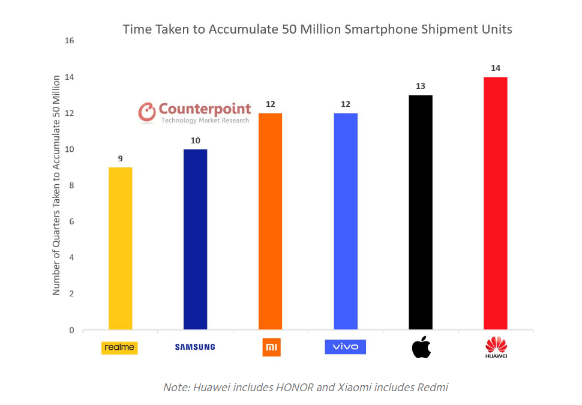 Time Taken to Accumulate 50 Million Smartphone Shipment Units
16
14
12
10
8
6
4
2
0
Number of Quarters Taken to Accumulate 50 Million
Counterpoint
Technology Market Research
9
10
12
12
13
14
realme
SAMSUNG
mi
vivo
HUAWEI
Note: Huawei includes HONOR and Xiaomi includes Redmi